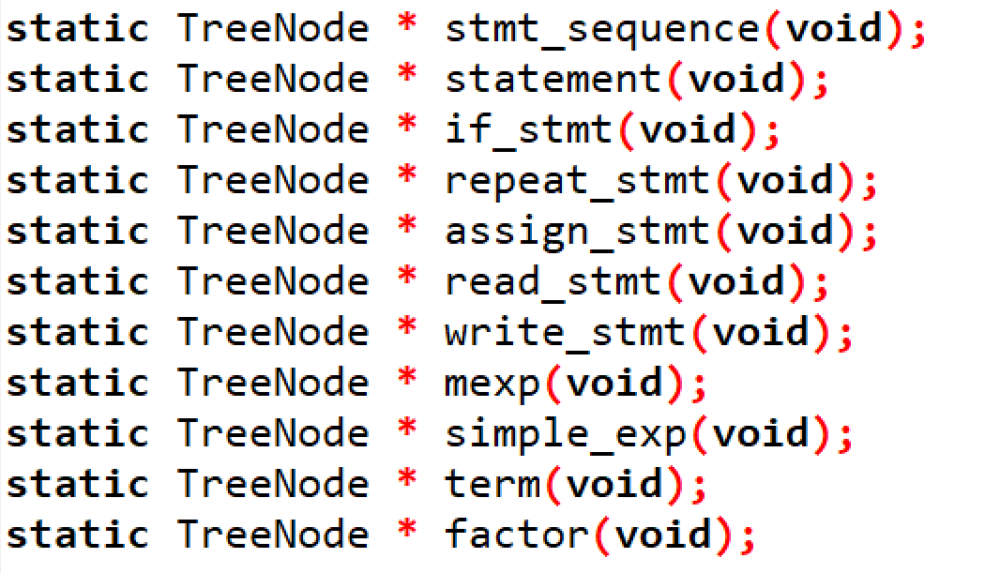 static TreeNode * stmt_sequence(void);
static TreeNode * statement(void);
static TreeNode * if_stmt(void);
static TreeNode * repeat_stmt(void);
static TreeNode * assign_stmt(void);
static TreeNode * read_stmt(void);
static TreeNode * write_stmt(void);
static TreeNode * mexp(void);
static TreeNode * simple_exp(void);
static TreeNode * term(void);
static TreeNode * factor(void);